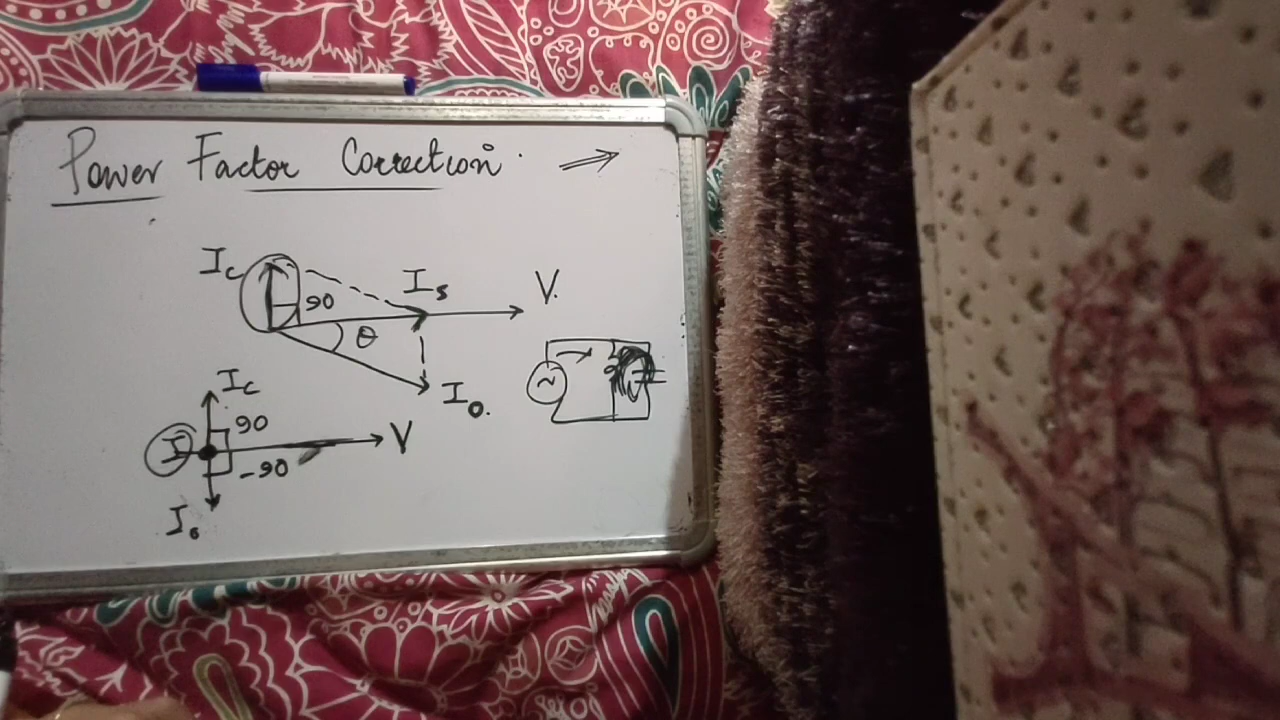 Power Factor Correction
Ic
90
Is
V.
θ
Io.
~
Ic
90
I
V
-90
Io